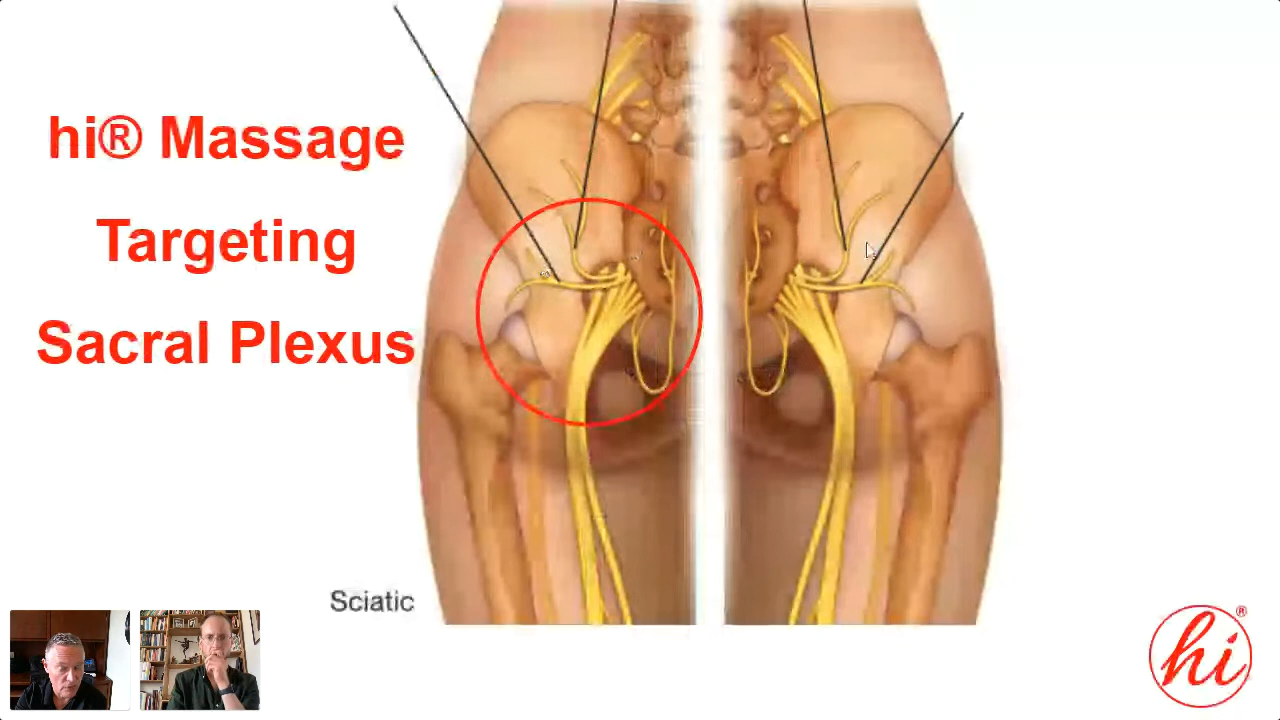 hi® Massage
Targeting
Sacral Plexus
Sciatic
hi®